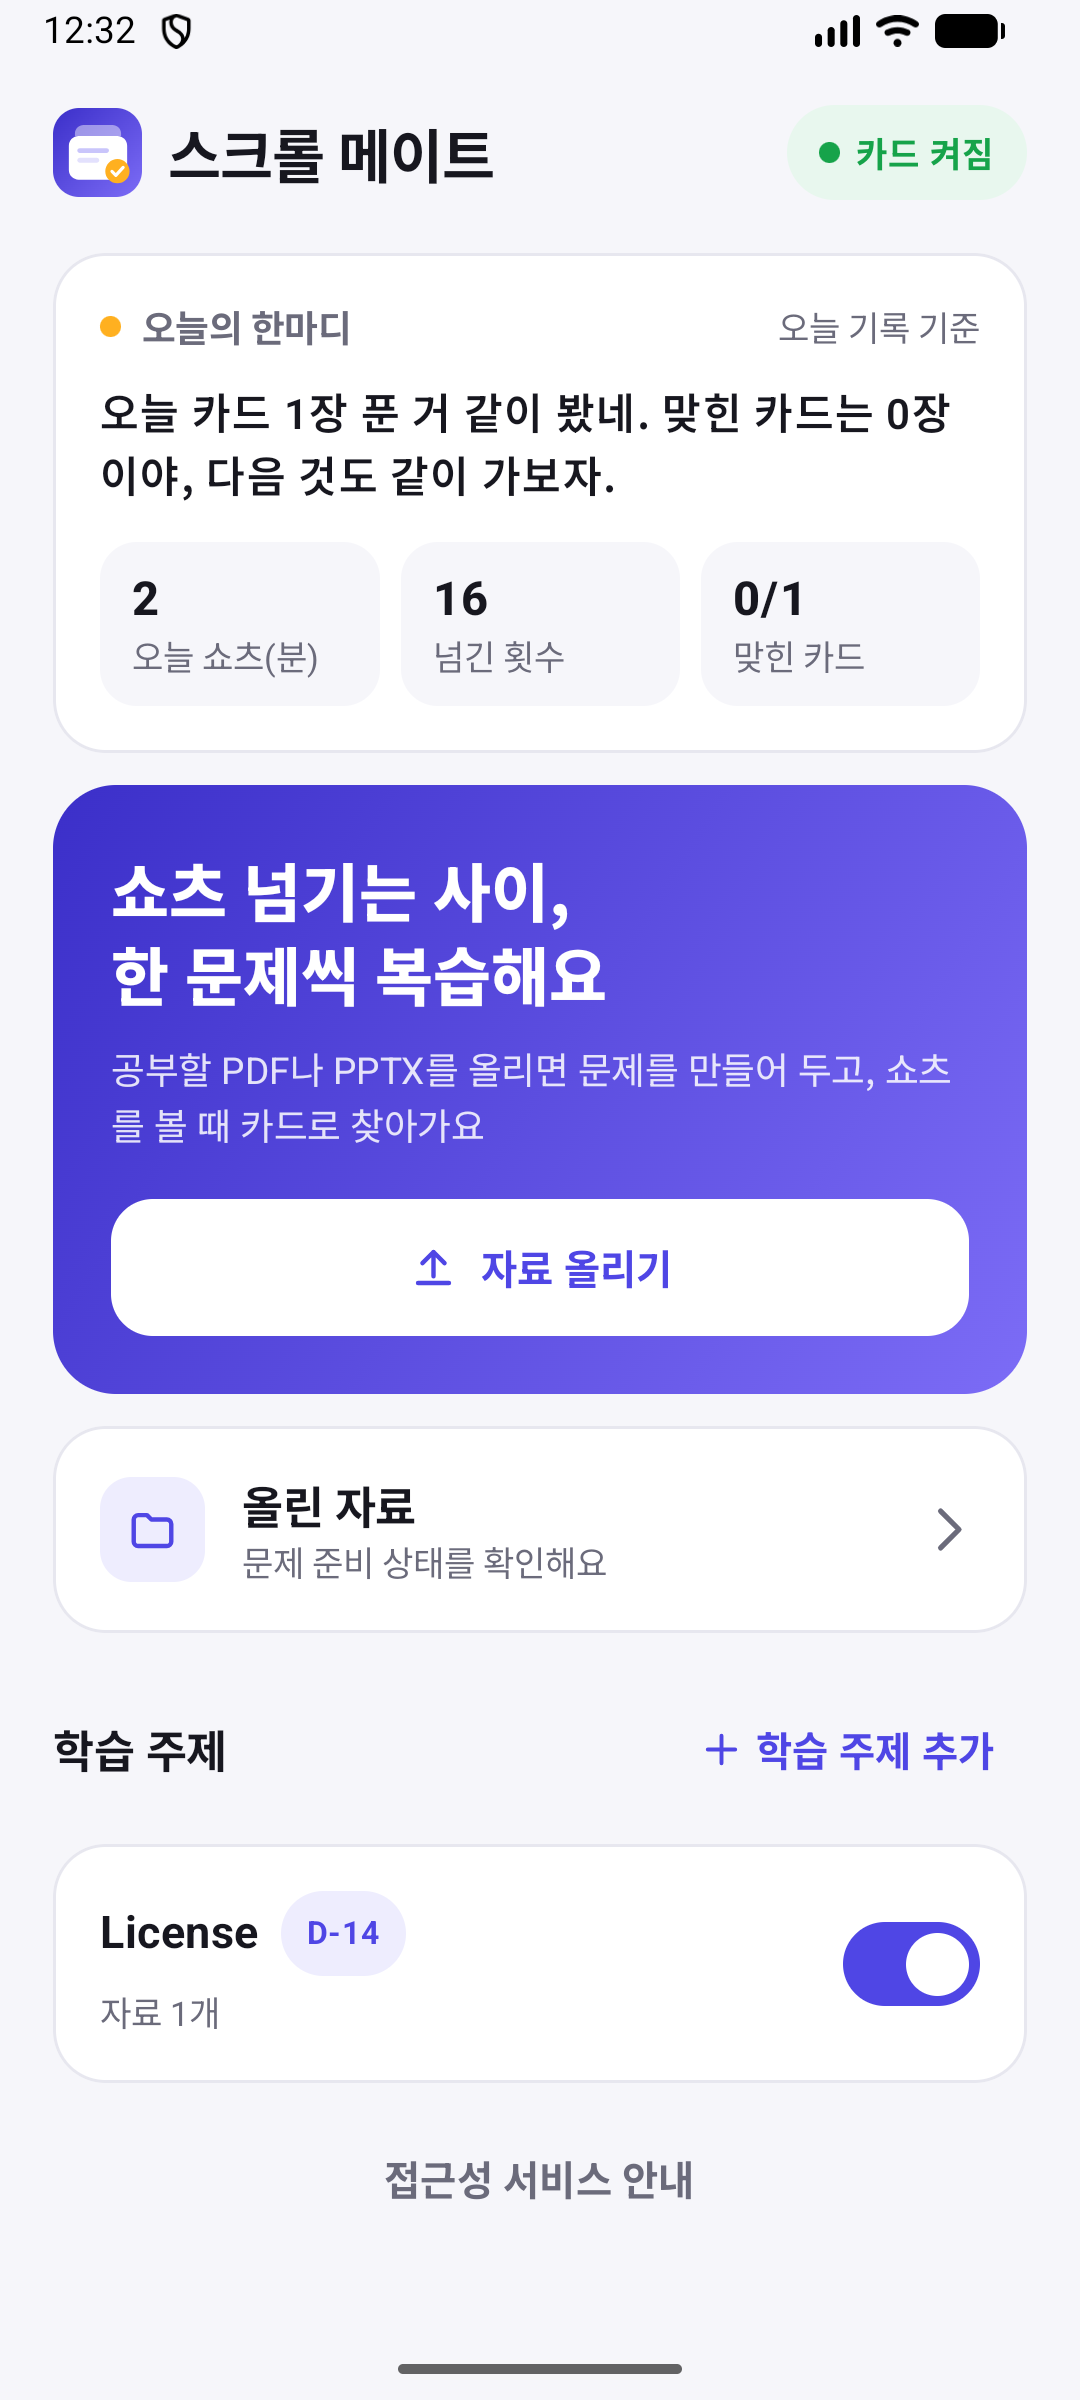 12:32
스크롤 메이트
카드 켜짐
오늘의 한마디
오늘 기록 기준
오늘 카드 1장 푼 거 같이 봤네. 맞힌 카드는 0장
이야, 다음 것도 같이 가보자.
2
오늘 쇼츠(분)
16
넘긴 횟수
0/1
맞힌 카드
쇼츠 넘기는 사이,
한 문제씩 복습해요
공부할 PDF나 PPTX를 올리면 문제를 만들어 두고, 쇼츠
를 볼 때 카드로 찾아가요
자료 올리기
올린 자료
문제 준비 상태를 확인해요
학습 주제
학습 주제 추가
License
D-14
자료 1개
접근성 서비스 안내